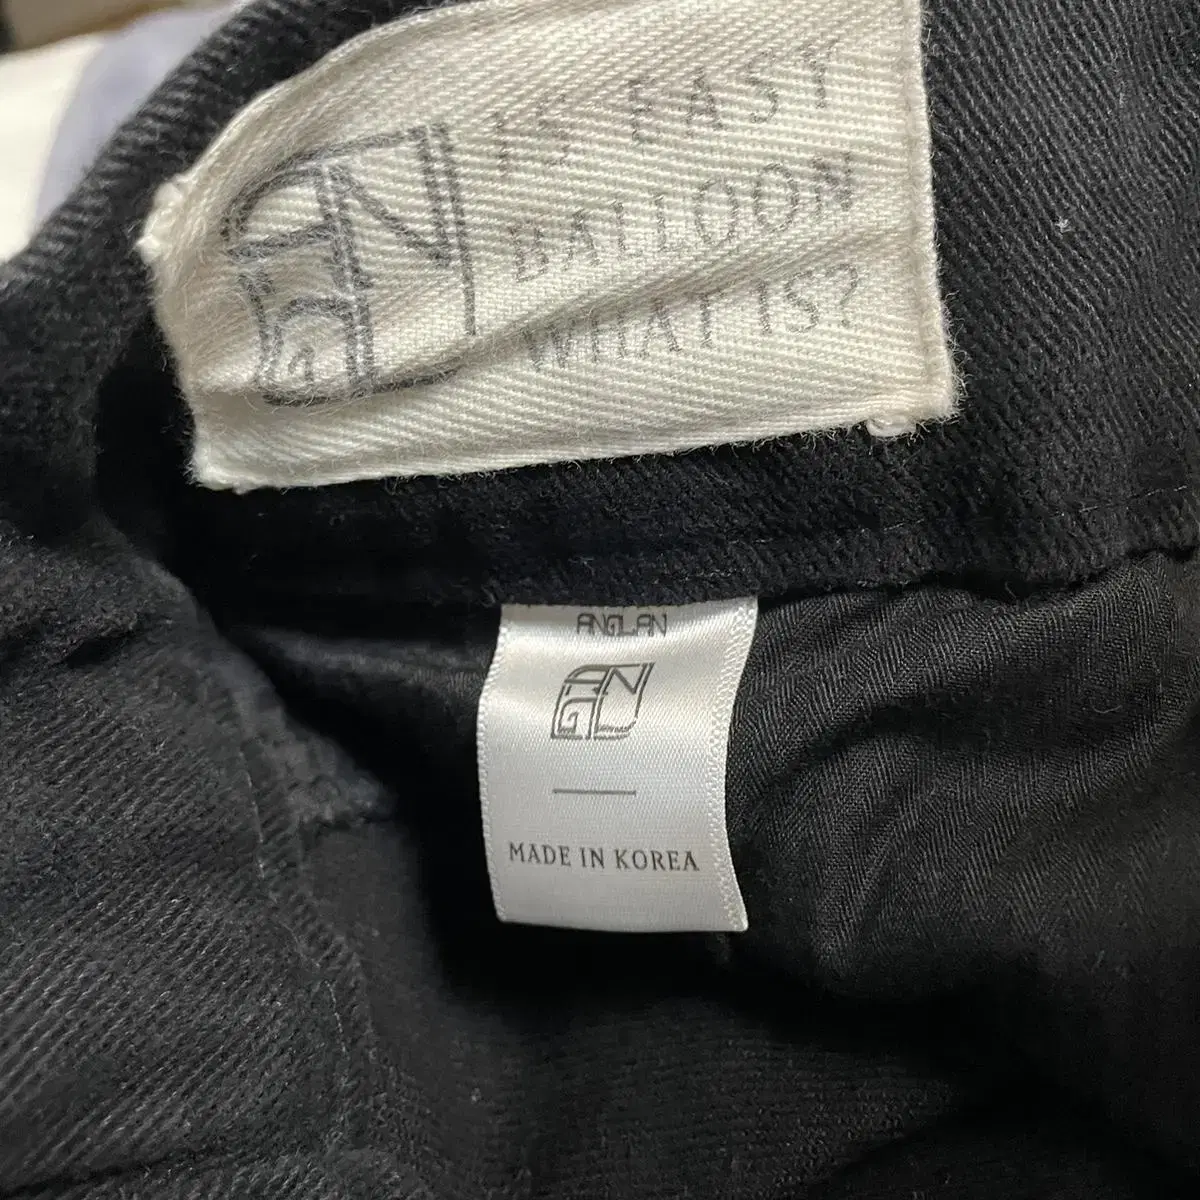 IS EASY
BALLOON
WHAT IS?
ANGLAN
MADE IN KOREA